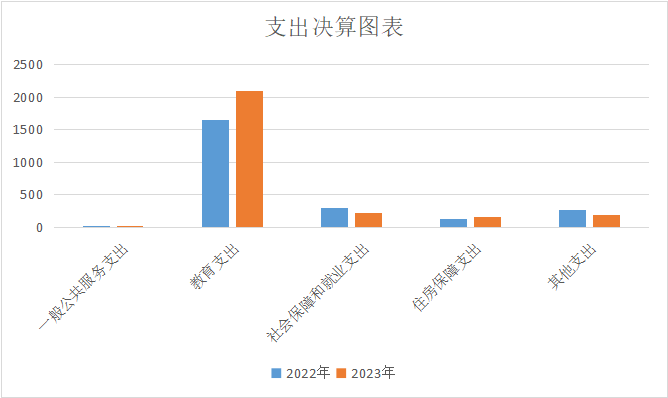 支出决算图表
2500
2000
1500
1000
500
0
一般公共服务支出
教育支出
社会保障和就业支出
住房保障支出
其他支出
2022年
2023年